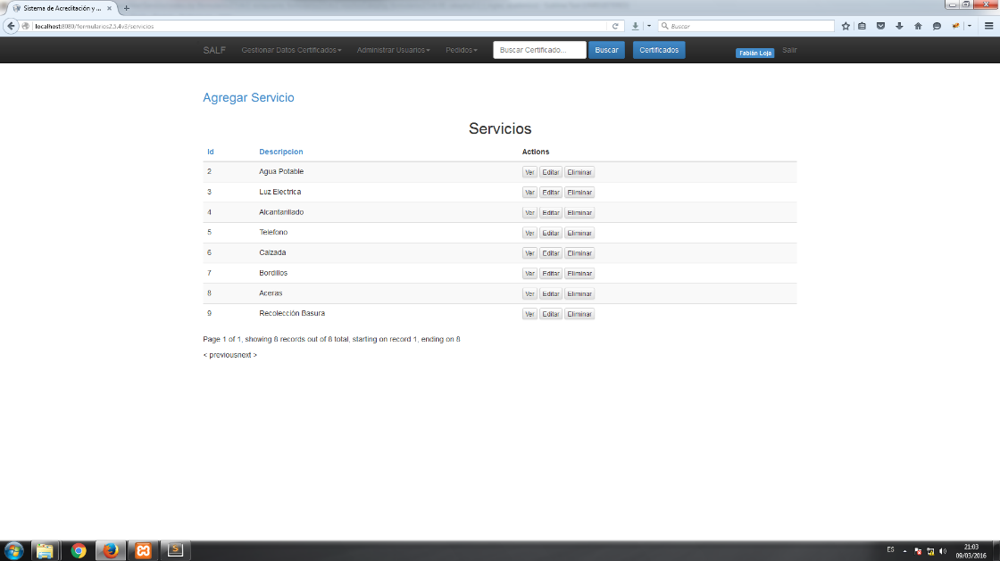 Sistema de Acreditación y ...
localhost:8080/formularios2.3.4v3/servicios
Buscar
SALF Gestionar Datos Certificados Administrar Usuarios Pedidos Buscar Certificado... Buscar Certificados Fabián Loja Salir
Agregar Servicio
Servicios
Id Descripcion Actions
2 Agua Potable Ver Editar Eliminar
3 Luz Electrica Ver Editar Eliminar
4 Alcantarillado Ver Editar Eliminar
5 Telefono Ver Editar Eliminar
6 Calzada Ver Editar Eliminar
7 Bordillos Ver Editar Eliminar
8 Aceras Ver Editar Eliminar
9 Recolección Basura Ver Editar Eliminar
Page 1 of 1, showing 8 records out of 8 total, starting on record 1, ending on 8
< previousnext >
ES
21:03
09/03/2016